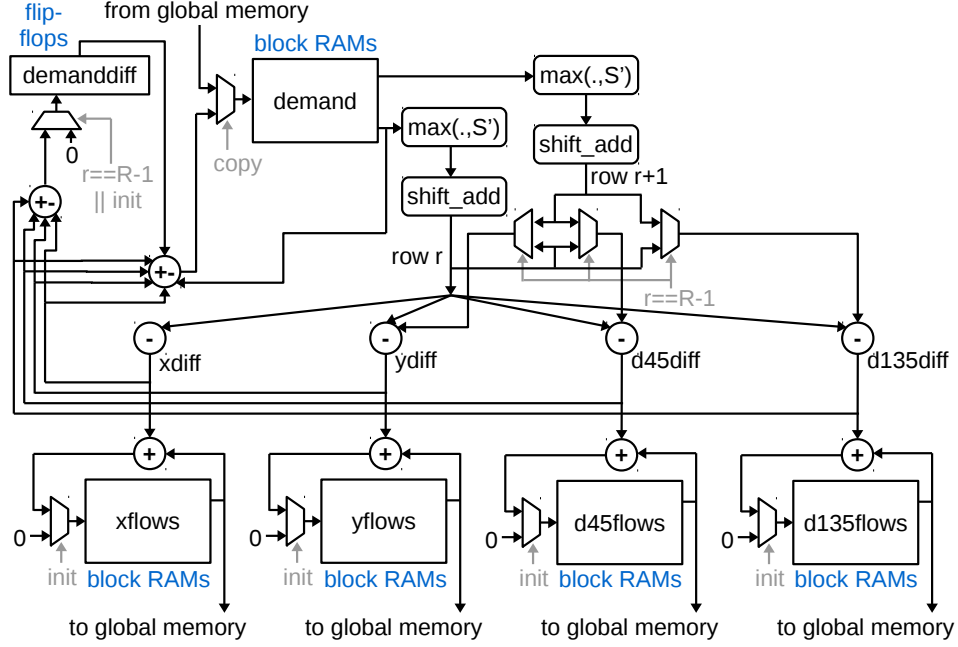 flip-
flops
from global memory
block RAMs
demanddiff
demand
max(.,S')
max(.,S')
0
copy
shift_add
r==R-1
|| init
shift_add
row r+1
+-
row r
+-
r==R-1
-
xdiff
-
ydiff
-
d45diff
-
d135diff
+
+
+
+
xflows
yflows
d45flows
d135flows
0
0
0
0
init
block RAMs
init
block RAMs
init
block RAMs
init
block RAMs
to global memory
to global memory
to global memory
to global memory